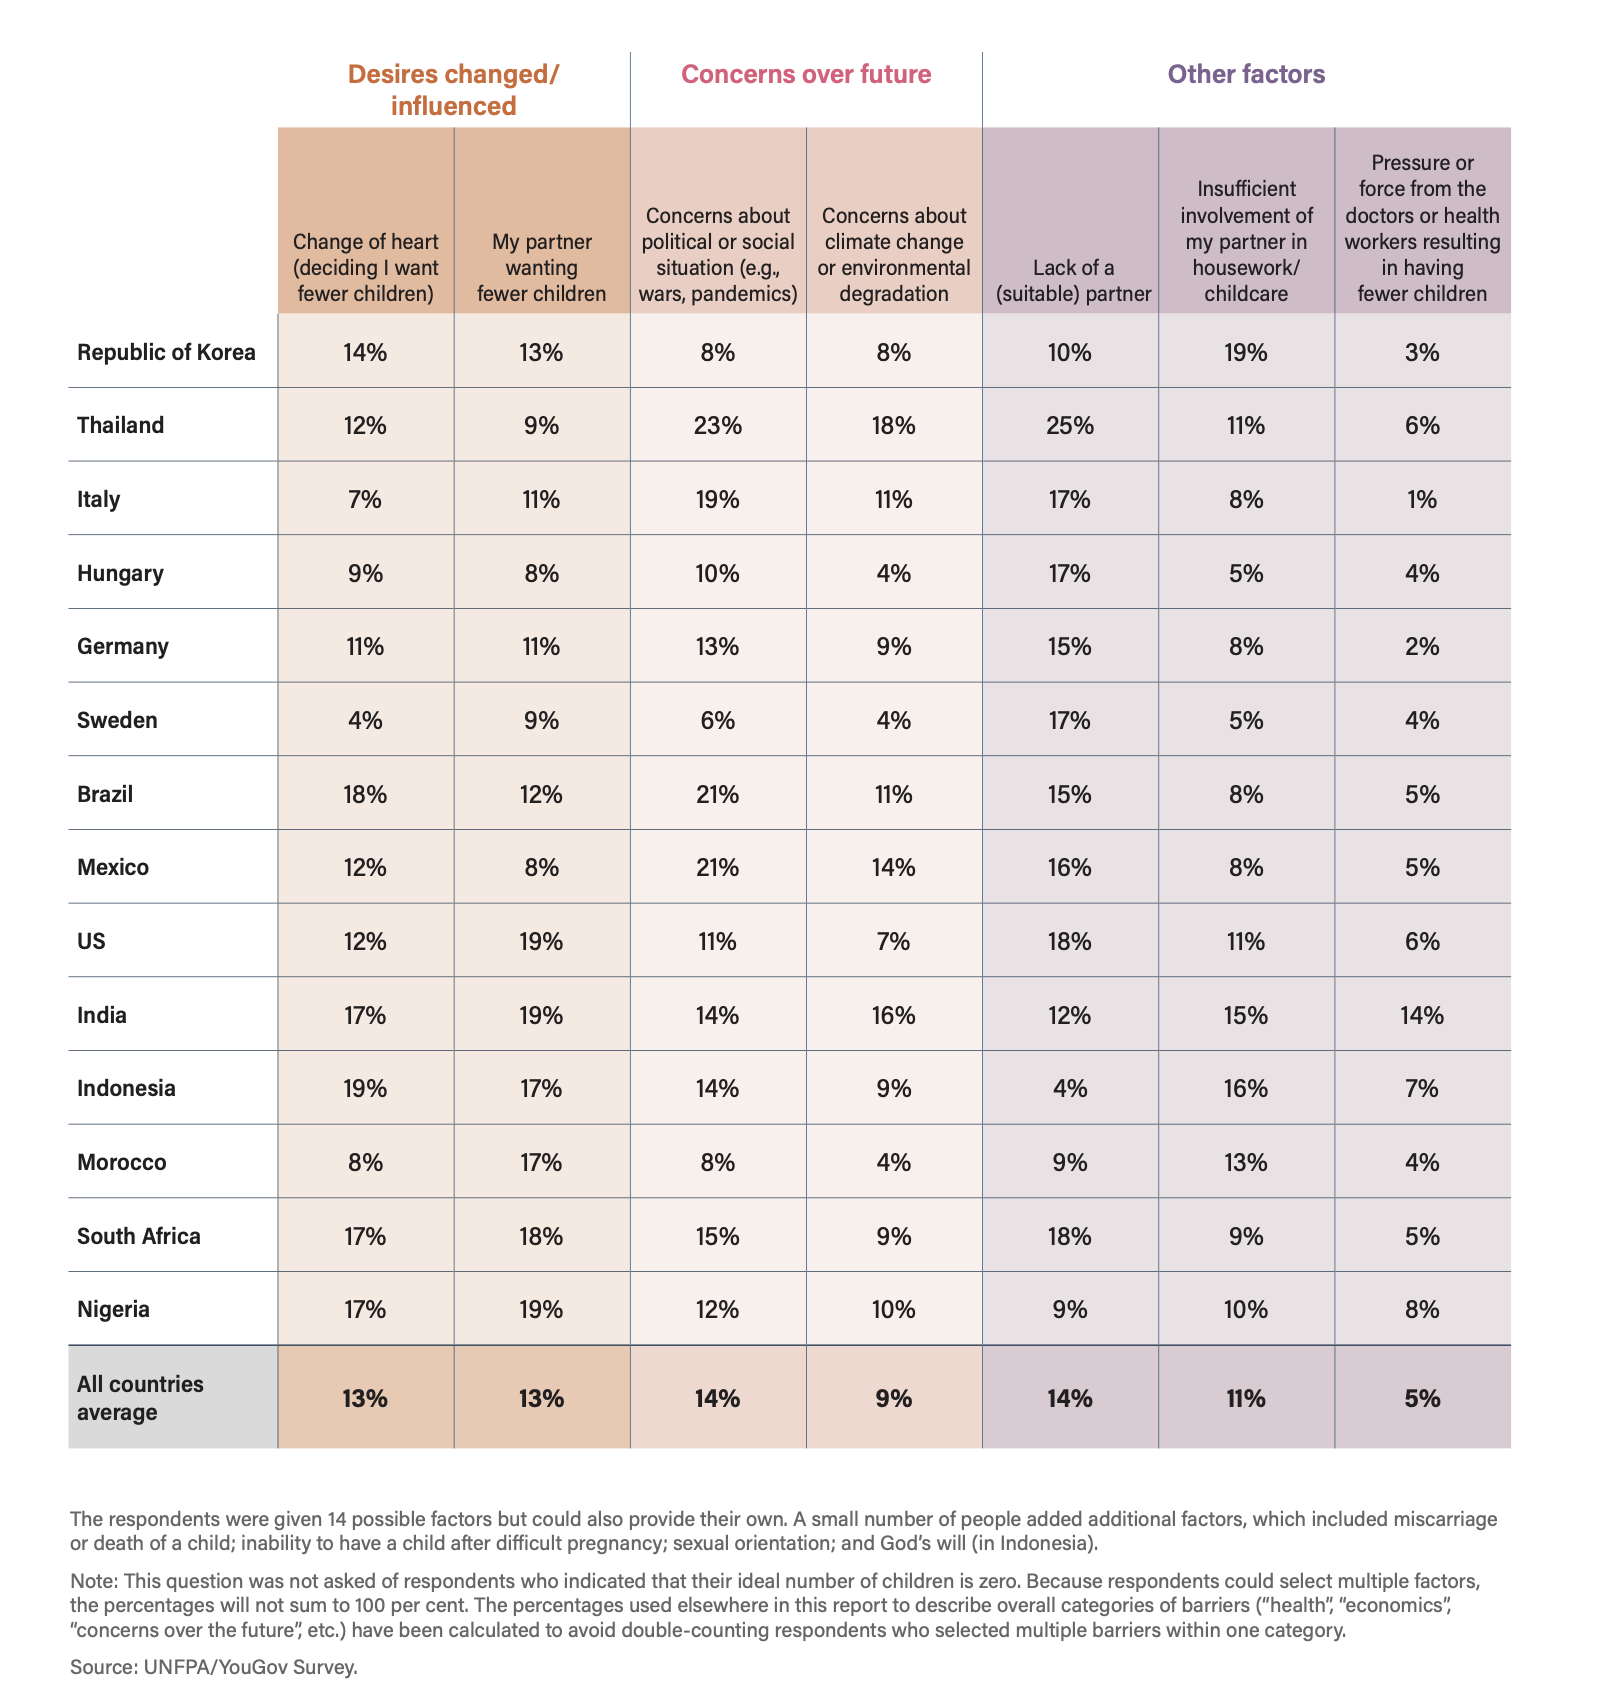 Desires changed/
influenced
Concerns over future
Other factors
Change of heart
(deciding I want
fewer children)
My partner
wanting
fewer children
Concerns about
political or social
situation (e.g.,
wars, pandemics)
Concerns about
climate change
or environmental
degradation
Lack of a
(suitable) partner
Insufficient
involvement of
my partner in
housework/
childcare
Pressure or
force from the
doctors or health
workers resulting
in having
fewer children
Republic of Korea 14% 13% 8% 8% 10% 19% 3%
Thailand 12% 9% 23% 18% 25% 11% 6%
Italy 7% 11% 19% 11% 17% 8% 1%
Hungary 9% 8% 10% 4% 17% 5% 4%
Germany 11% 11% 13% 9% 15% 8% 2%
Sweden 4% 9% 6% 4% 17% 5% 4%
Brazil 18% 12% 21% 11% 15% 8% 5%
Mexico 12% 8% 21% 14% 16% 8% 5%
US 12% 19% 11% 7% 18% 11% 6%
India 17% 19% 14% 16% 12% 15% 14%
Indonesia 19% 17% 14% 9% 4% 16% 7%
Morocco 8% 17% 8% 4% 9% 13% 4%
South Africa 17% 18% 15% 9% 18% 9% 5%
Nigeria 17% 19% 12% 10% 9% 10% 8%
All countries
average
13% 13% 14% 9% 14% 11% 5%
The respondents were given 14 possible factors but could also provide their own. A small number of people added additional factors, which included miscarriage
or death of a child; inability to have a child after difficult pregnancy; sexual orientation; and God’s will (in Indonesia).
Note: This question was not asked of respondents who indicated that their ideal number of children is zero. Because respondents could select multiple factors,
the percentages will not sum to 100 per cent. The percentages used elsewhere in this report to describe overall categories of barriers (“health”, “economics”,
“concerns over the future”, etc.) have been calculated to avoid double-counting respondents who selected multiple barriers within one category.
Source: UNFPA/YouGov Survey.